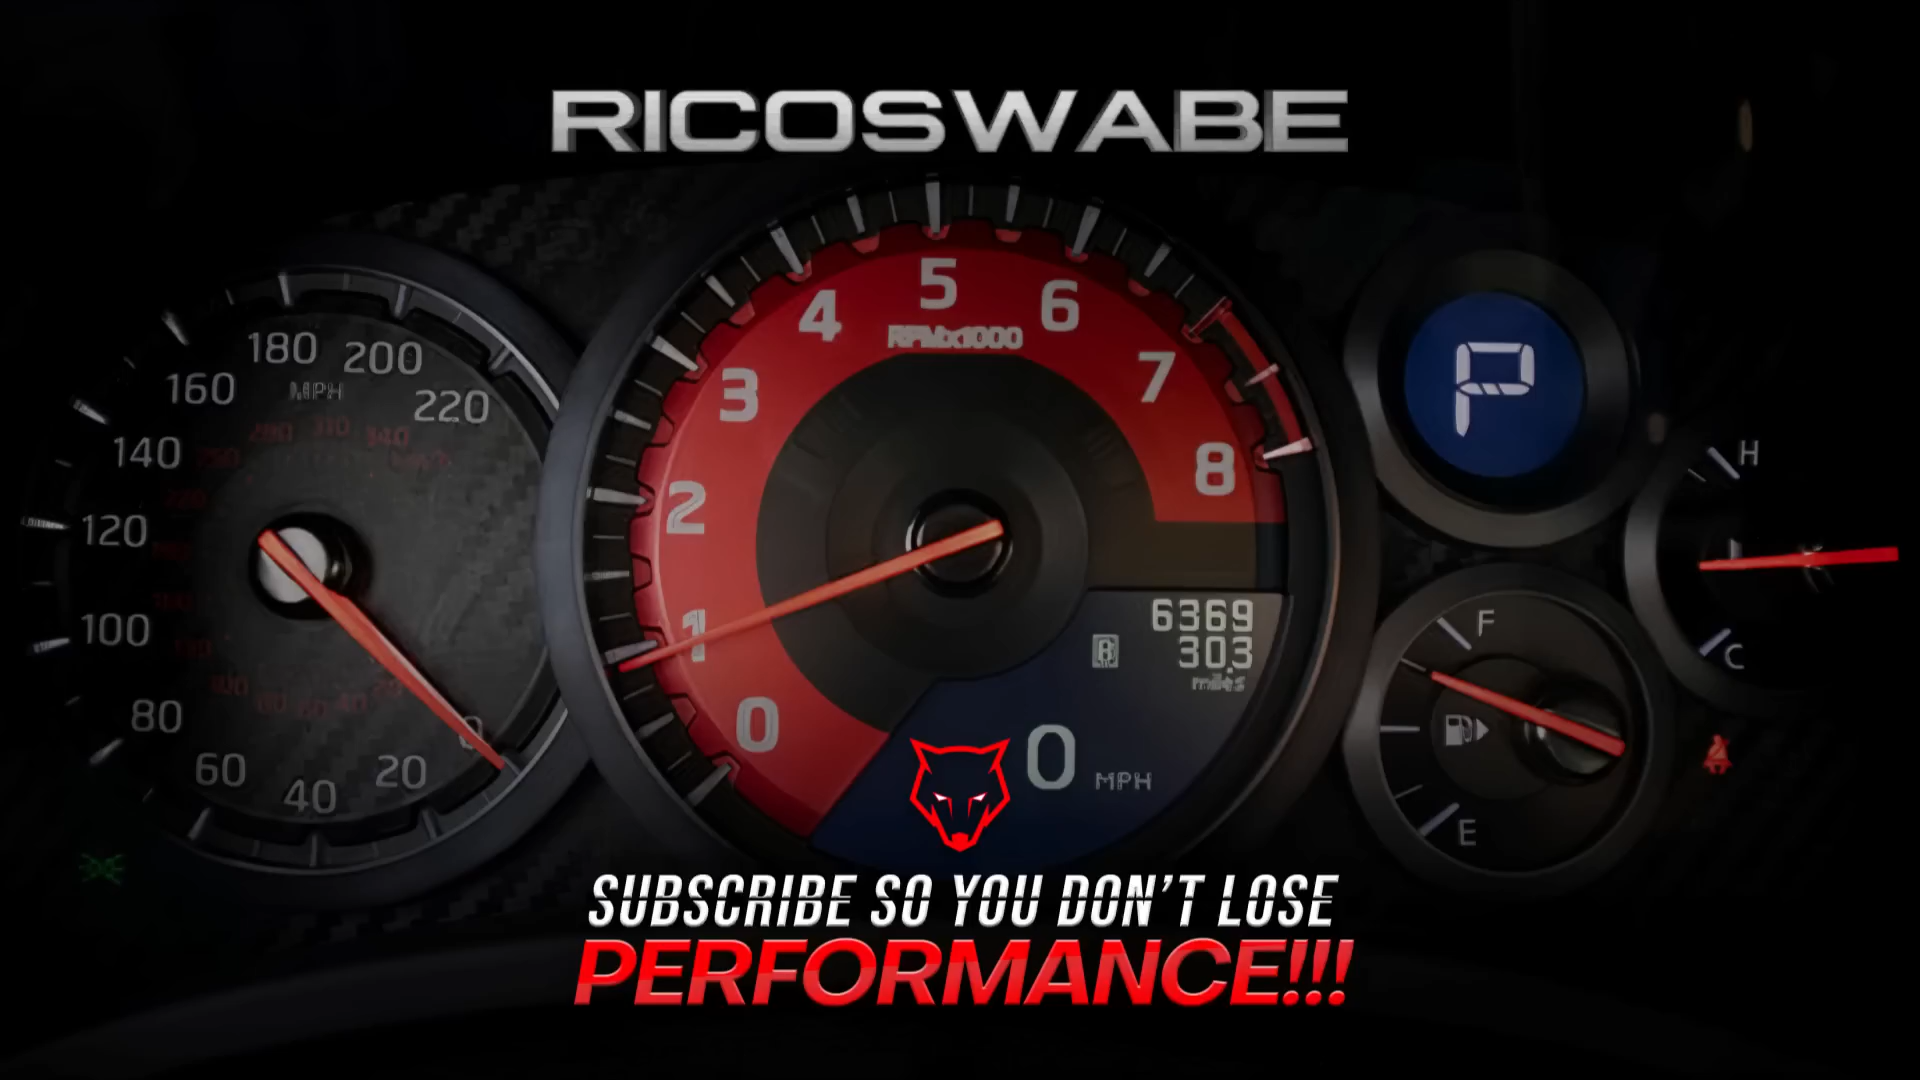 RICOSWABE
180
200
160
MPH
220
140
120
100
80
60
40
20
0
5
4
6
RPMx1000
3
7
8
2
1
0
6369
R
303
miles
0 MPH
P
H
C
F
E
SUBSCRIBE SO YOU DON'T LOSE
PERFORMANCE!!!